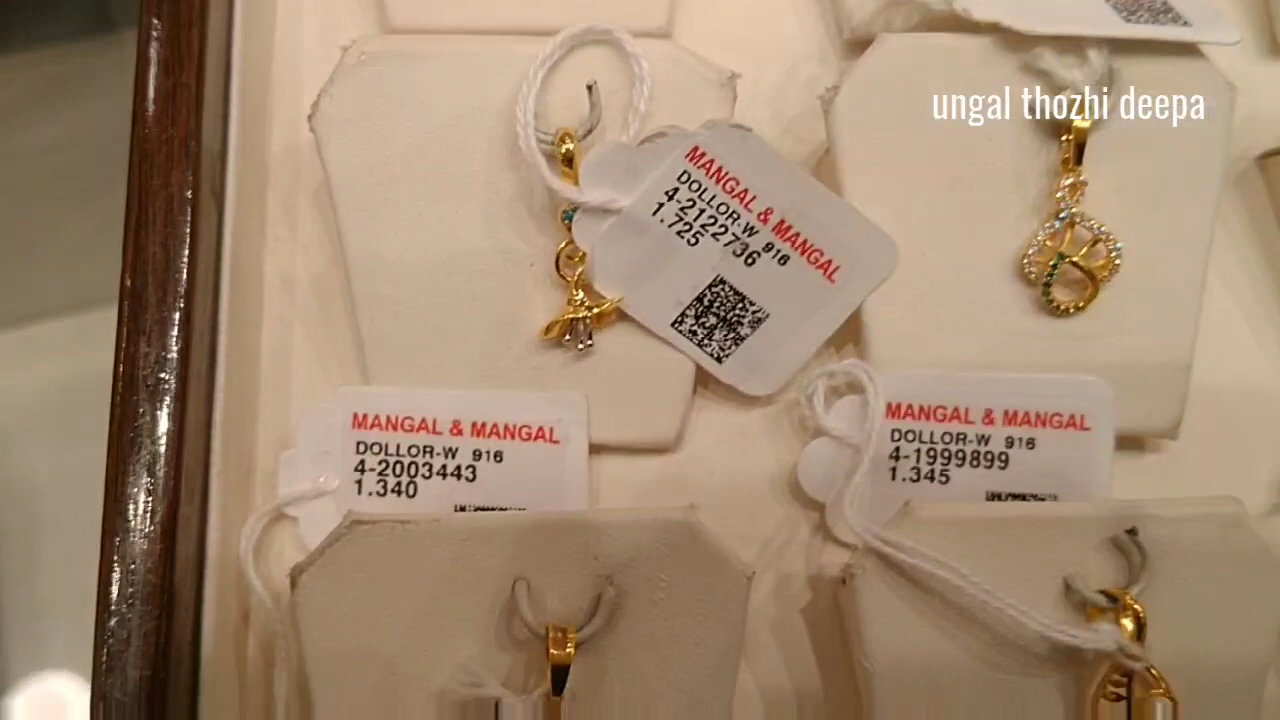 ungal thozhi deepa
MANGAL & MANGAL
DOLLOR-W 916
4-2122736
1.725
MANGAL & MANGAL
DOLLOR-W 916
4-2003443
1.340
MANGAL & MANGAL
DOLLOR-W 916
4-1999899
1.345